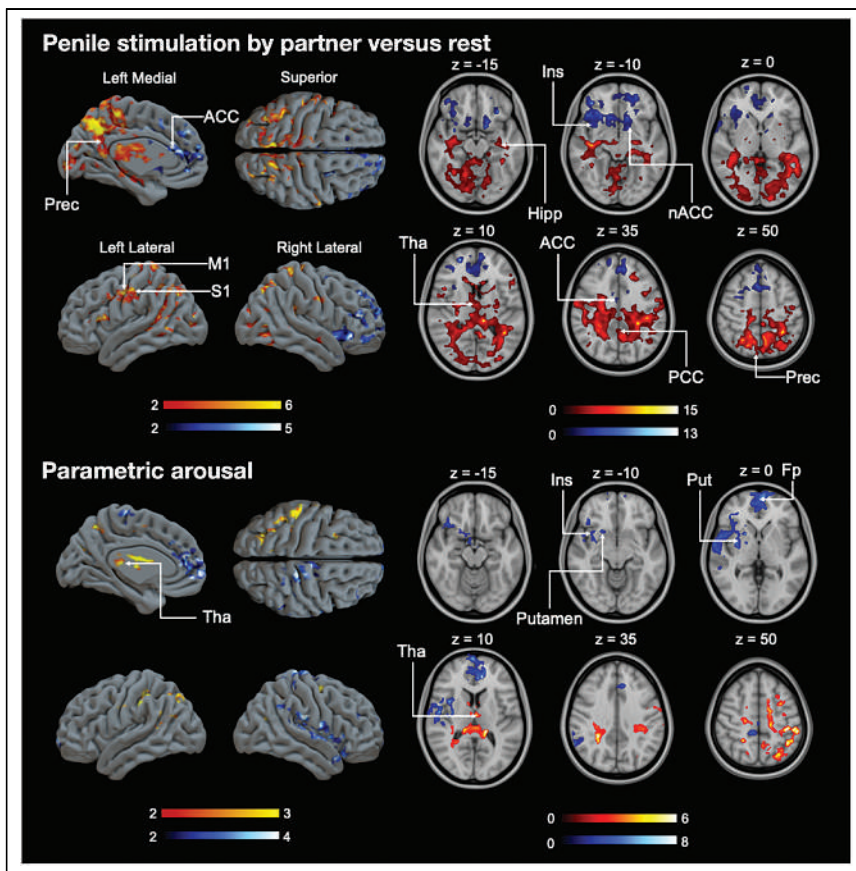 Penile stimulation by partner versus rest
Left Medial
Superior
z = -15
z = -10
z = 0
ACC
Ins
Prec
Hipp
nACC
Left Lateral
Right Lateral
M1
S1
Tha
z = 10
ACC
z = 35
z = 50
PCC
Prec
2 6
2 5
0 15
0 13
Parametric arousal
z = -15
z = -10
z = 0
Ins
Put
Fp
Tha
Putamen
Tha
z = 10
z = 35
z = 50
2 3
2 4
0 6
0 8